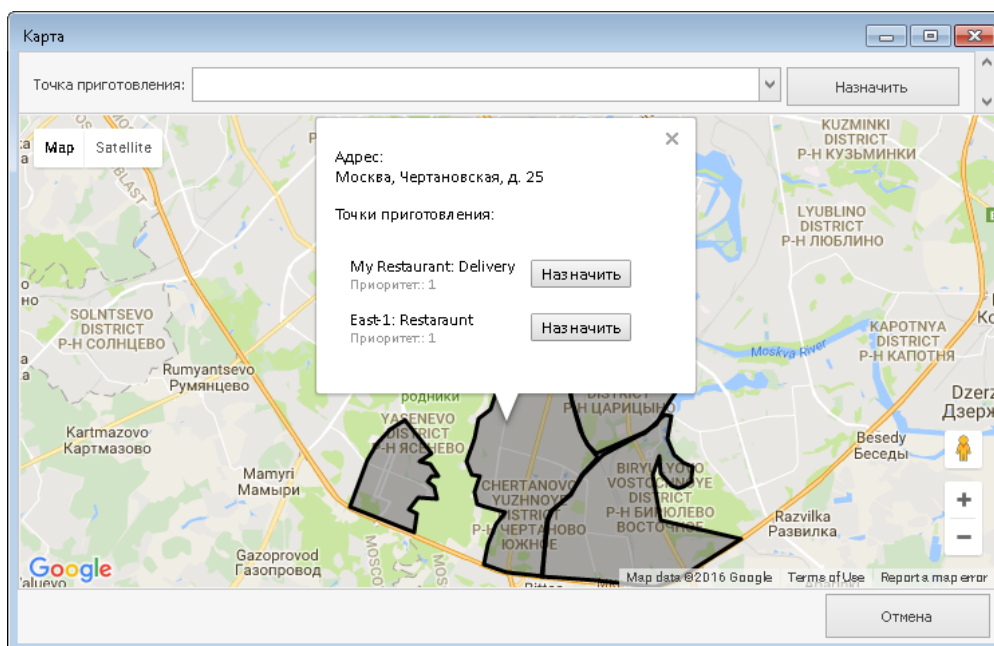 Карта
Точка приготовления:
Назначить
Map
Satellite
Адрес:
Москва, Чертановская, д. 25
Точки приготовления:
My Restaurant: Delivery
Приоритет:: 1
Назначить
East-1: Restaraunt
Приоритет:: 1
Назначить
KUZMINKI
DISTRICT
Р-Н КУЗЬМИНКИ
LYUBLINO
DISTRICT
Р-Н ЛЮБЛИНО
SOLNTSEVO
DISTRICT
Р-Н СОЛНЦЕВО
KAPOTNYA
DISTRICT
Р-Н КАПОТНЯ
Moskva River
Rumyantsevo
Румянцево
родники
DISTRICT
Р-Н ЦАРИЦЫНО
Dzerz
Дзерж
YASENEVO
DISTRICT
Р-Н ЯСЕНЕВО
Kartmazovo
Картмазово
Besedy
Беседы
Mamyri
Мамыри
CHERTANOVO
YUZHNOYE
DISTRICT
Р-Н ЧЕРТАНОВО
ЮЖНОЕ
BIRYULYOVO
VOSTOCHNOYE
DISTRICT
Р-Н БИРЮЛЕВО
ВОСТОЧНОЕ
Razvilka
Развилка
Gazoprovod
Газопровод
MOSCO
MOS
Google
Map data ©2016 Google
Terms of Use
Report a map error
Отмена